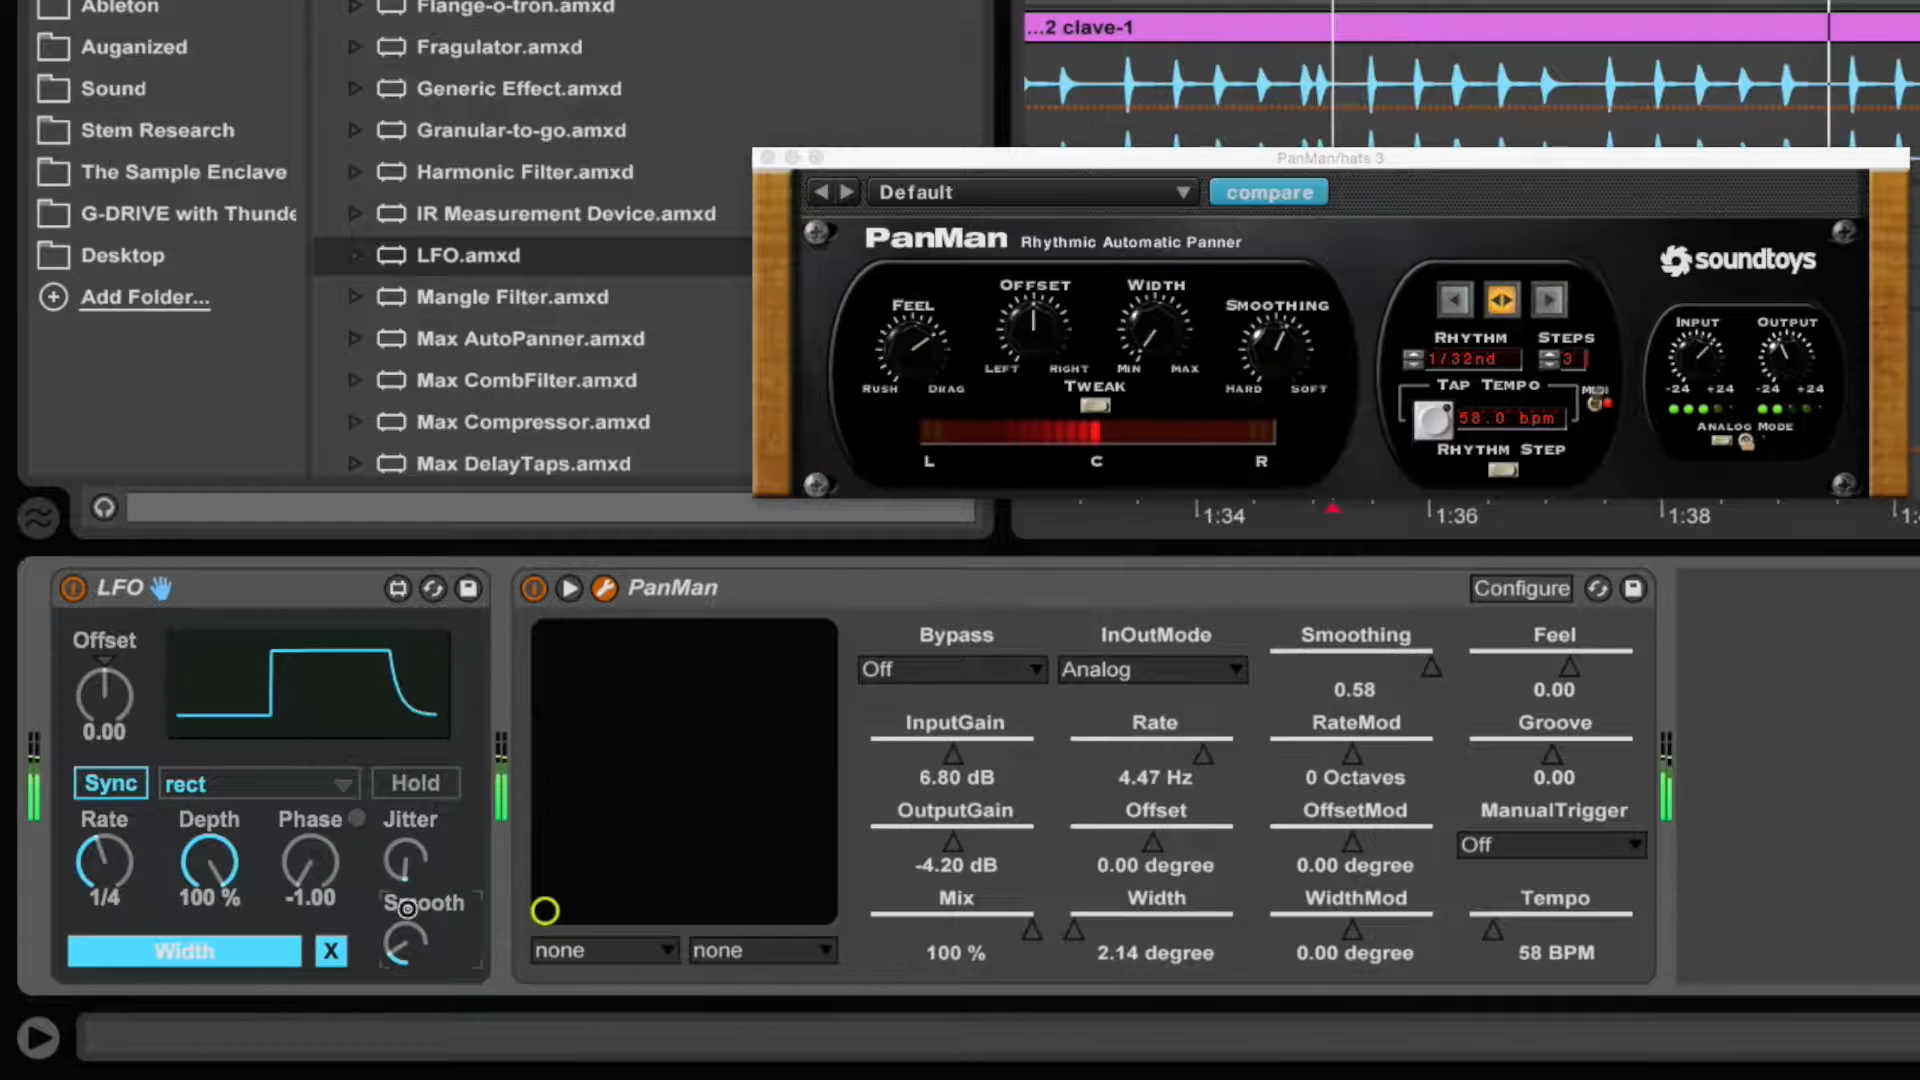 Ableton
Auganized
Sound
Stem Research
The Sample Enclave
G-DRIVE with Thunde
Desktop
Add Folder...
Flange-o-tron.amxd
Fragulator.amxd
Generic Effect.amxd
Granular-to-go.amxd
Harmonic Filter.amxd
IR Measurement Device.amxd
LFO.amxd
Mangle Filter.amxd
Max AutoPanner.amxd
Max CombFilter.amxd
Max Compressor.amxd
Max DelayTaps.amxd
...2 clave-1
PanMan/hats 3
Default
compare
PanMan Rhythmic Automatic Panner
soundtoys
FEEL
RUSH DRAG
OFFSET
LEFT RIGHT
WIDTH
MIN MAX
SMOOTHING
HARD SOFT
TWEAK
L C R
RHYTHM STEPS
1/32nd 3
TAP TEMPO
MIDI
58.0 bpm
RHYTHM STEP
INPUT OUTPUT
-24 +24 -24 +24
ANALOG MODE
1:34 1:36 1:38 1:
LFO
Offset
0.00
Sync rect Hold
Rate Depth Phase Jitter
1/4 100 % -1.00
Smooth
Width X
PanMan
Configure
none none
Bypass InOutMode Smoothing Feel
Off Analog 0.58 0.00
InputGain Rate RateMod Groove
6.80 dB 4.47 Hz 0 Octaves 0.00
OutputGain Offset OffsetMod ManualTrigger
-4.20 dB 0.00 degree 0.00 degree Off
Mix Width WidthMod Tempo
100 % 2.14 degree 0.00 degree 58 BPM